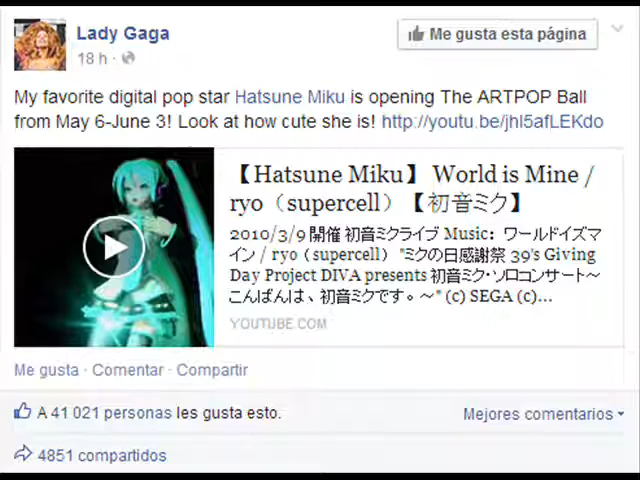 Lady Gaga
Me gusta esta página
18 h ·
My favorite digital pop star Hatsune Miku is opening The ARTPOP Ball
from May 6-June 3! Look at how cute she is! http://youtu.be/jhl5afLEKdo
【Hatsune Miku】 World is Mine /
ryo（supercell）【初音ミク】
2010/3/9 開催 初音ミクライブ Music： ワールドイズマ
イン / ryo（supercell） "ミクの日感謝祭 39's Giving
Day Project DIVA presents 初音ミク・ソロコンサート～
こんばんは、初音ミクです。～" (c) SEGA (c)...
YOUTUBE.COM
Me gusta · Comentar · Compartir
A 41 021 personas les gusta esto.
Mejores comentarios
4851 compartidos